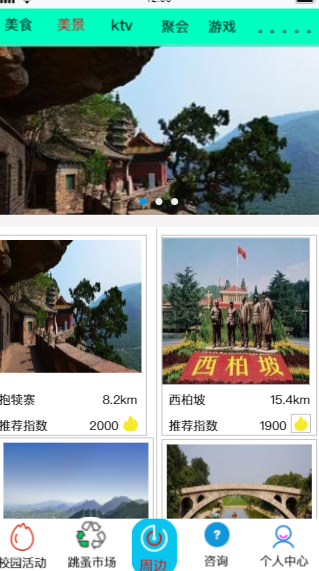 美食 美景 ktv 聚会 游戏 。。。。。
西柏坡
抱犊寨 8.2km
推荐指数 2000
西柏坡 15.4km
推荐指数 1900
校园活动 跳蚤市场 周边 咨询 个人中心